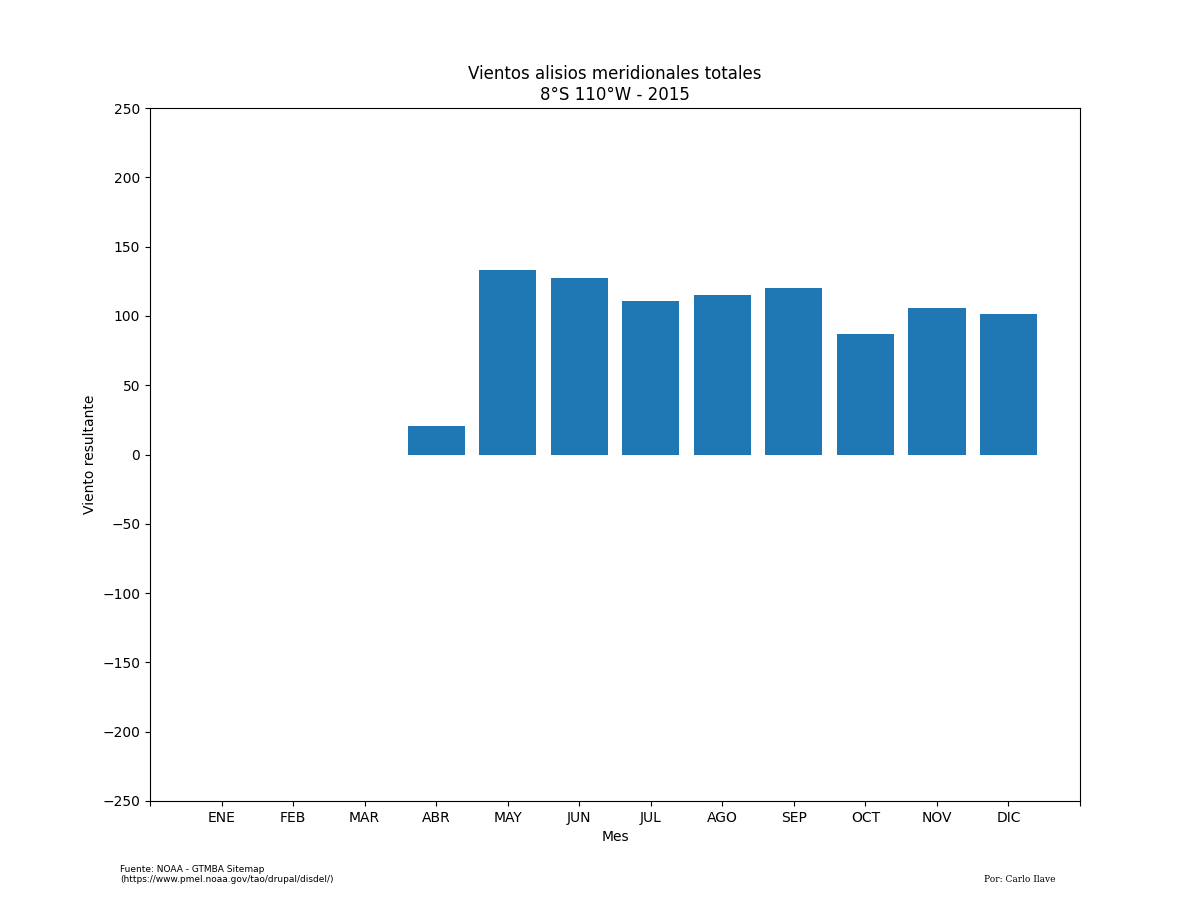 Vientos alisios meridionales totales
8°S 110°W - 2015
250
200
150
100
50
0
−50
−100
−150
−200
−250
Viento resultante
ENE FEB MAR ABR MAY JUN JUL AGO SEP OCT NOV DIC
Mes
Fuente: NOAA - GTMBA Sitemap
(https://www.pmel.noaa.gov/tao/drupal/disdel/)
Por: Carlo Ilave